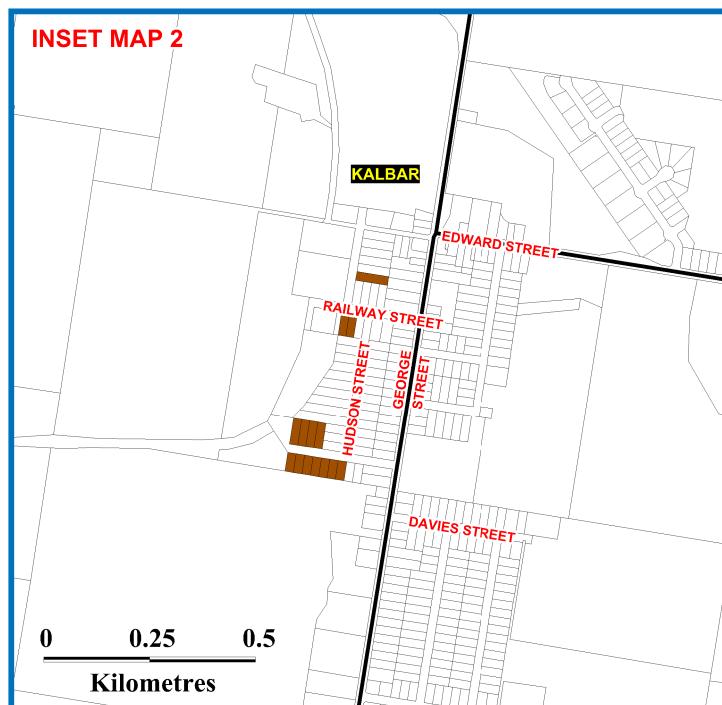 INSET MAP 2
KALBAR
EDWARD STREET
RAILWAY STREET
HUDSON STREET
GEORGE
STREET
DAVIES STREET
0 0.25 0.5
Kilometres